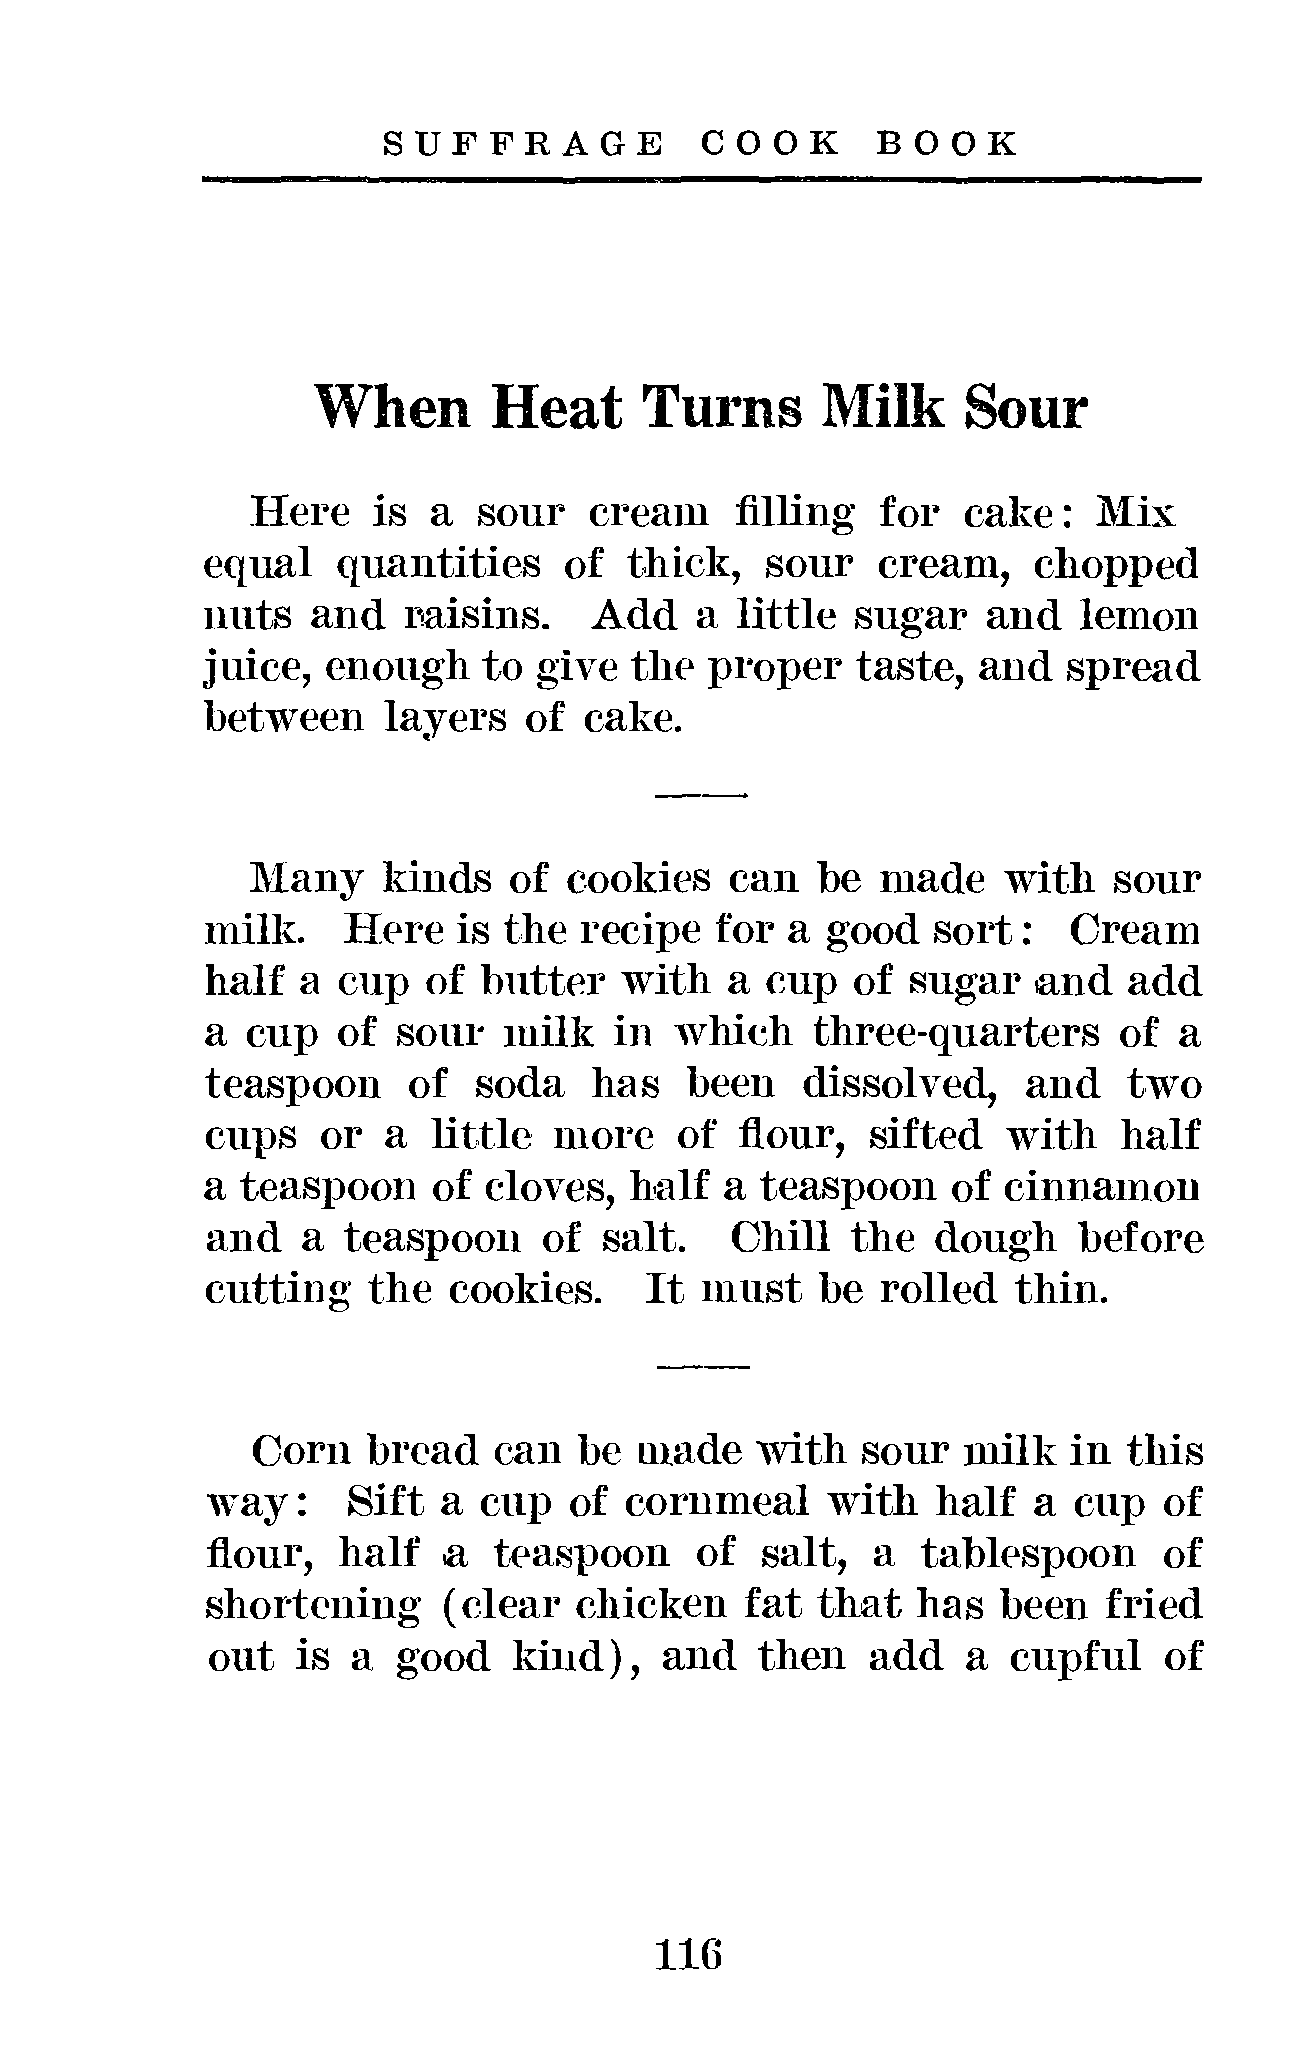 SUFFRAGE COOK BOOK
When Heat Turns Milk Sour
Here is a sour cream filling for cake: Mix
equal quantities of thick, sour cream, chopped
nuts and raisins. Add a little sugar and lemon
juice, enough to give the proper taste, and spread
between layers of cake.
Many kinds of cookies can be made with sour
milk. Here is the recipe for a good sort: Cream
half a cup of butter with a cup of sugar and add
a cup of sour milk in which three-quarters of a
teaspoon of soda has been dissolved, and two
cups or a little more of flour, sifted with half
a teaspoon of cloves, half a teaspoon of cinnamon
and a teaspoon of salt. Chill the dough before
cutting the cookies. It must be rolled thin.
Corn bread can be made with sour milk in this
way: Sift a cup of cornmeal with half a cup of
flour, half a teaspoon of salt, a tablespoon of
shortening (clear chicken fat that has been fried
out is a good kind), and then add a cupful of
116